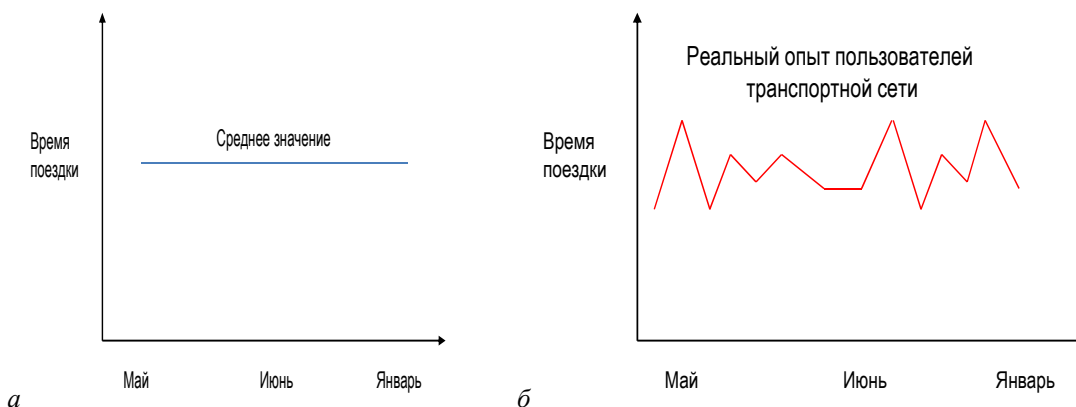 Среднее значение
Время
поездки
Май
Июнь
Январь
а
Реальный опыт пользователей
транспортной сети
Время
поездки
Май
Июнь
Январь
б